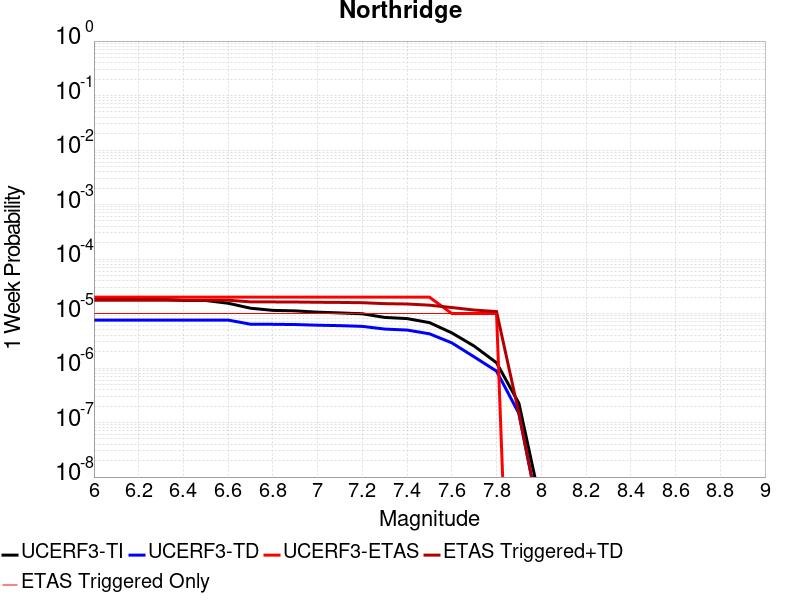 Northridge
10^0
10^-1
10^-2
10^-3
10^-4
10^-5
10^-6
10^-7
10^-8
1 Week Probability
6 6.2 6.4 6.6 6.8 7 7.2 7.4 7.6 7.8 8 8.2 8.4 8.6 8.8 9
Magnitude
UCERF3-TI UCERF3-TD UCERF3-ETAS ETAS Triggered+TD
ETAS Triggered Only